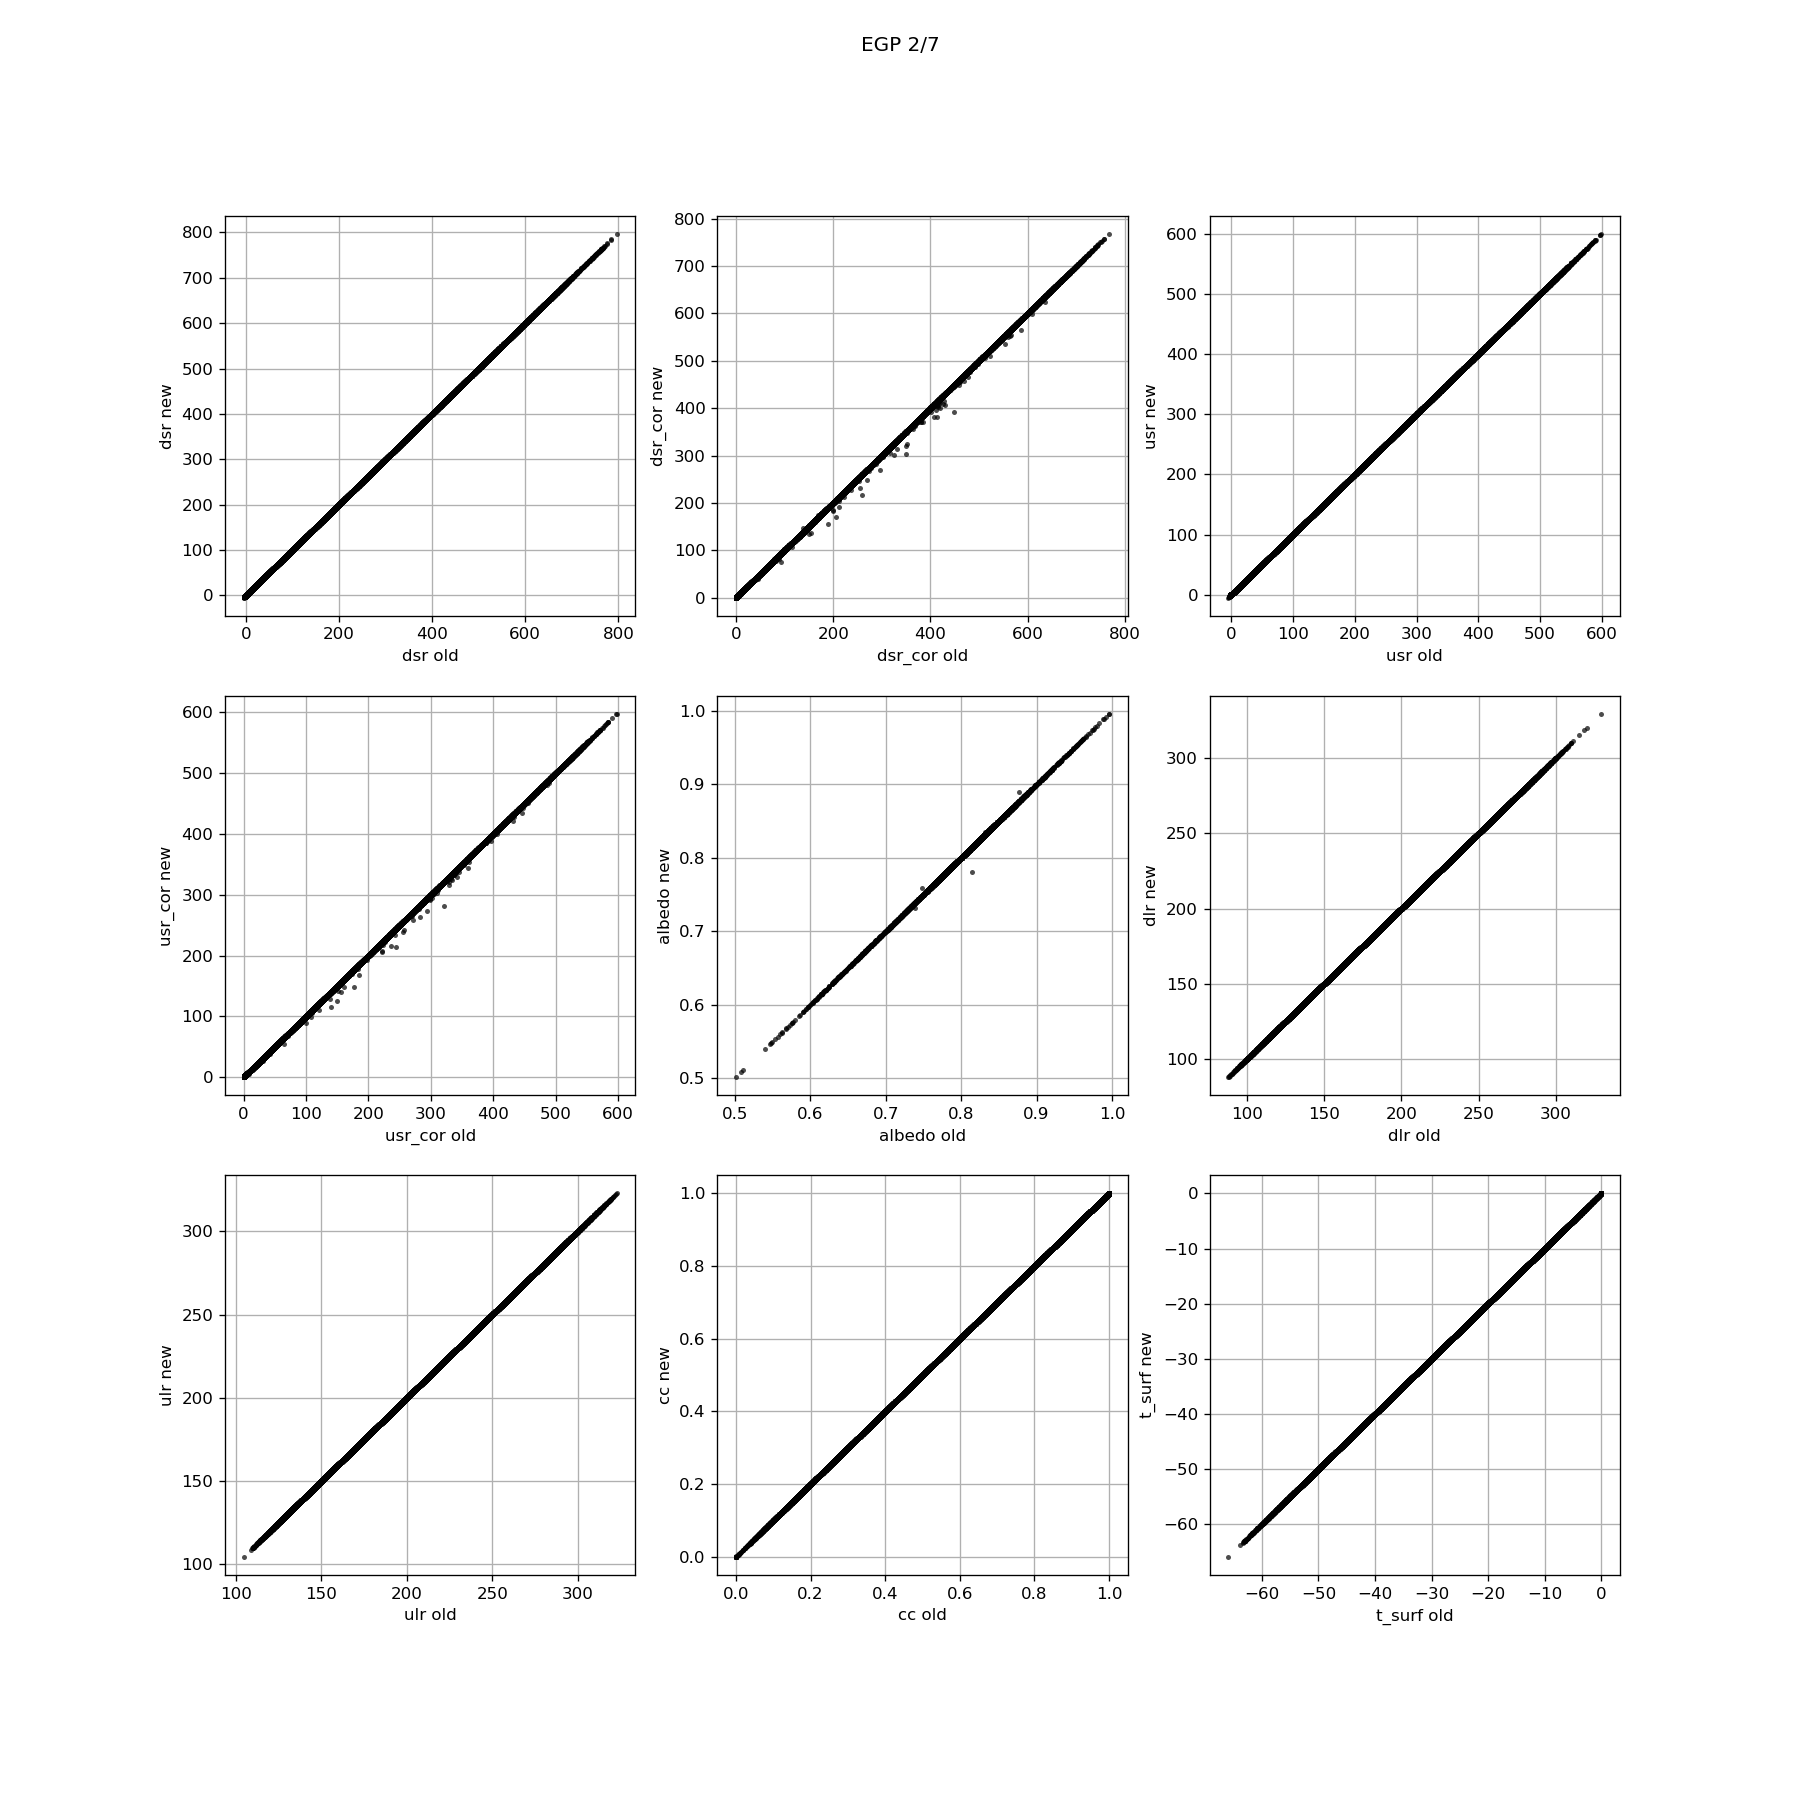 EGP 2/7
800
700
600
500
400
300
200
100
0
dsr new
0 200 400 600 800
dsr old
800
700
600
500
400
300
200
100
0
dsr_cor new
0 200 400 600 800
dsr_cor old
600
500
400
300
200
100
0
usr new
0 100 200 300 400 500 600
usr old
600
500
400
300
200
100
0
usr_cor new
0 100 200 300 400 500 600
usr_cor old
1.0
0.9
0.8
0.7
0.6
0.5
albedo new
0.5 0.6 0.7 0.8 0.9 1.0
albedo old
300
250
200
150
100
dlr new
100 150 200 250 300
dlr old
300
250
200
150
100
ulr new
100 150 200 250 300
ulr old
1.0
0.8
0.6
0.4
0.2
0.0
cc new
0.0 0.2 0.4 0.6 0.8 1.0
cc old
0
−10
−20
−30
−40
−50
−60
t_surf new
−60 −50 −40 −30 −20 −10 0
t_surf old